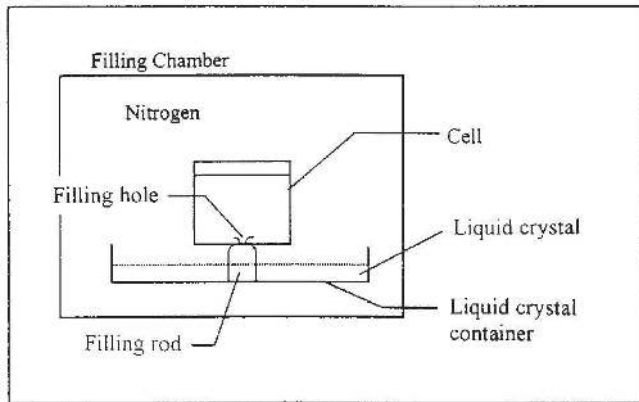 Filling Chamber
Nitrogen
Cell
Filling hole
Liquid crystal
Liquid crystal
container
Filling rod